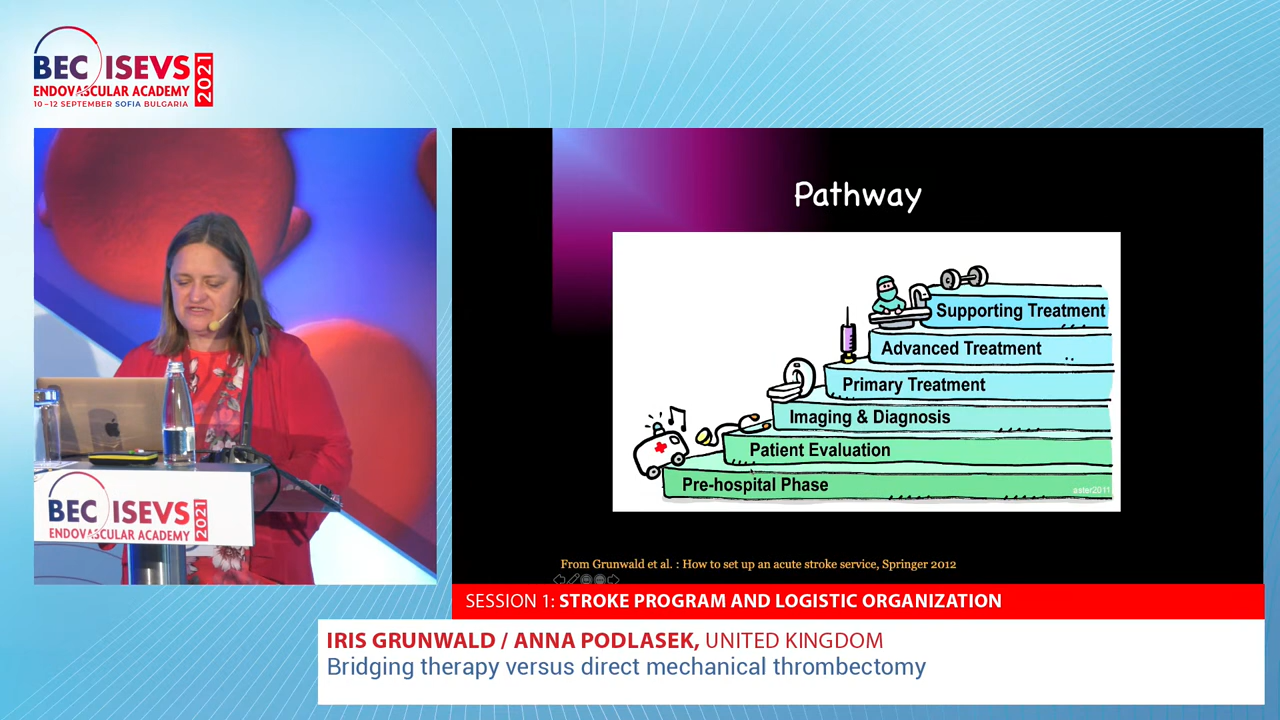 BEC ISEVS
ENDOVASCULAR ACADEMY
2021
10–12 SEPTEMBER SOFIA BULGARIA
Pathway
Supporting Treatment
Advanced Treatment
Primary Treatment
Imaging & Diagnosis
Patient Evaluation
Pre-hospital Phase
aster2011
From Grunwald et al. : How to set up an acute stroke service, Springer 2012
BEC ISEVS
ENDOVASCULAR ACADEMY
2021
SESSION 1: STROKE PROGRAM AND LOGISTIC ORGANIZATION
IRIS GRUNWALD / ANNA PODLASEK, UNITED KINGDOM
Bridging therapy versus direct mechanical thrombectomy